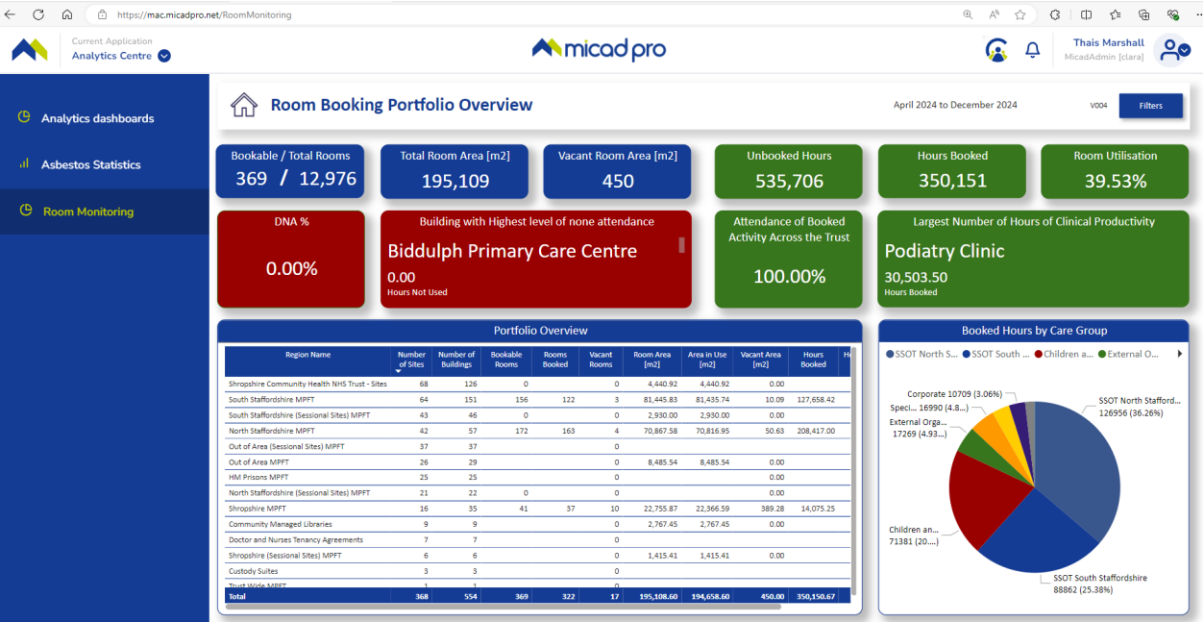 https://mac.micadpro.net/RoomMonitoring
Current Application
Analytics Centre
micad pro
Thais Marshall
MicadAdmin [clara]
Analytics dashboards
Asbestos Statistics
Room Monitoring
Room Booking Portfolio Overview
April 2024 to December 2024
V004
Filters
Bookable / Total Rooms
369 / 12,976
Total Room Area [m2]
195,109
Vacant Room Area [m2]
450
Unbooked Hours
535,706
Hours Booked
350,151
Room Utilisation
39.53%
DNA %
0.00%
Building with Highest level of none attendance
Biddulph Primary Care Centre
0.00
Hours Not Used
Attendance of Booked
Activity Across the Trust
100.00%
Largest Number of Hours of Clinical Productivity
Podiatry Clinic
30,503.50
Hours Booked
Portfolio Overview
Region Name Number of Sites Number of Buildings Bookable Rooms Rooms Booked Vacant Rooms Room Area [m2] Area in Use [m2] Vacant Area [m2] Hours Booked
Shropshire Community Health NHS Trust - Sites 68 126 0 0 4,440.92 4,440.92 0.00
South Staffordshire MPFT 64 151 156 122 3 81,445.83 81,435.74 10.09 127,658.42
South Staffordshire (Sessional Sites) MPFT 43 46 0 0 2,930.00 2,930.00 0.00
North Staffordshire MPFT 42 57 172 163 4 70,867.58 70,816.95 50.63 208,417.00
Out of Area (Sessional Sites) MPFT 37 37 0
Out of Area MPFT 26 29 0 8,485.54 8,485.54 0.00
HM Prisons MPFT 25 25 0 0.00
North Staffordshire (Sessional Sites) MPFT 21 22 0 0 0.00
Shropshire MPFT 16 35 41 37 10 22,755.87 22,366.59 389.28 14,075.25
Community Managed Libraries 9 9 0 2,767.45 2,767.45 0.00
Doctor and Nurses Tenancy Agreements 7 7 0
Shropshire (Sessional Sites) MPFT 6 6 0 1,415.41 1,415.41 0.00
Custody Suites 3 3 0
Trust Wide MPFT 1 1 0
Total 368 554 369 322 17 195,108.60 194,658.60 450.00 350,150.67
Booked Hours by Care Group
SSOT North S... SSOT South ... Children a... External O...
Corporate 10709 (3.06%)
Speci... 16990 (4.8...)
External Orga...
17269 (4.93...)
SSOT North Stafford...
126956 (36.26%)
Children an...
71381 (20....)
SSOT South Staffordshire
88862 (25.38%)